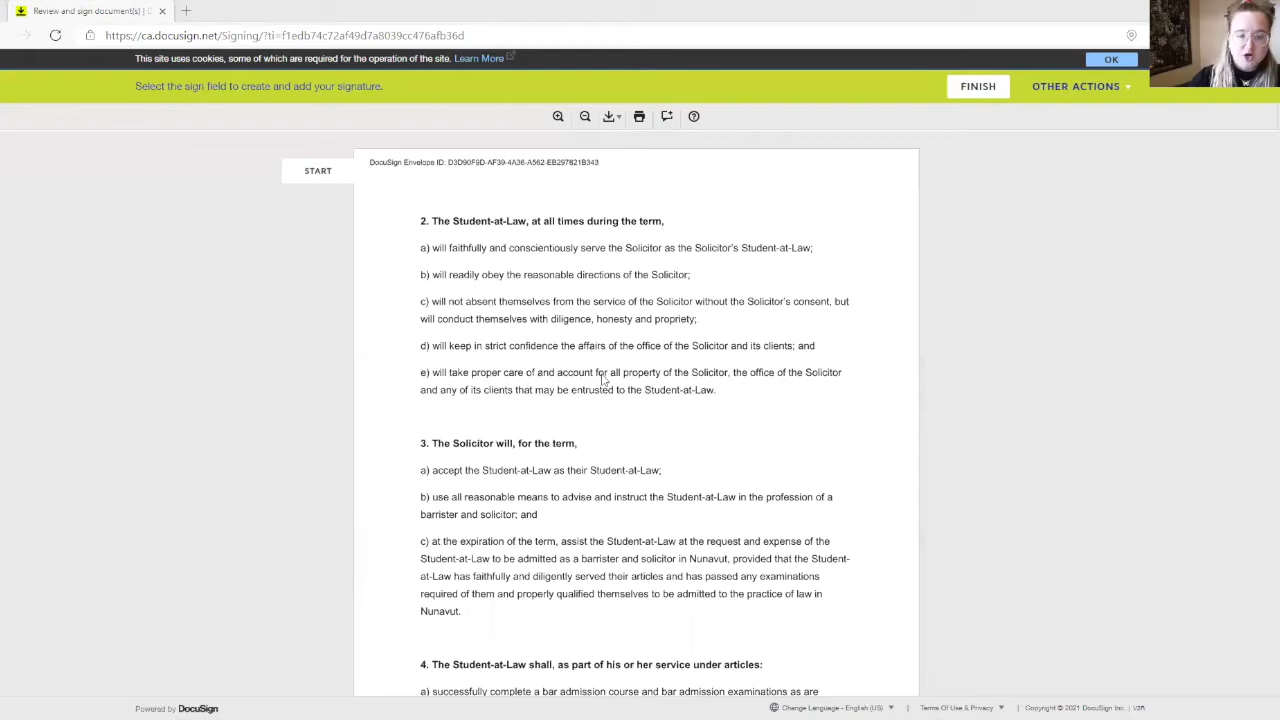 Review and sign document(s) | D
https://ca.docusign.net/Signing/?ti=f1edb74c72af49d7a8039cc476afb36d
This site uses cookies, some of which are required for the operation of the site. Learn More
OK
Select the sign field to create and add your signature.
FINISH
OTHER ACTIONS
START
DocuSign Envelope ID: D3D90F9D-AF39-4A36-A562-EB297821B343
2. The Student-at-Law, at all times during the term,
a) will faithfully and conscientiously serve the Solicitor as the Solicitor's Student-at-Law;
b) will readily obey the reasonable directions of the Solicitor;
c) will not absent themselves from the service of the Solicitor without the Solicitor's consent, but
will conduct themselves with diligence, honesty and propriety;
d) will keep in strict confidence the affairs of the office of the Solicitor and its clients; and
e) will take proper care of and account for all property of the Solicitor, the office of the Solicitor
and any of its clients that may be entrusted to the Student-at-Law.
3. The Solicitor will, for the term,
a) accept the Student-at-Law as their Student-at-Law;
b) use all reasonable means to advise and instruct the Student-at-Law in the profession of a
barrister and solicitor; and
c) at the expiration of the term, assist the Student-at-Law at the request and expense of the
Student-at-Law to be admitted as a barrister and solicitor in Nunavut, provided that the Student-
at-Law has faithfully and diligently served their articles and has passed any examinations
required of them and properly qualified themselves to be admitted to the practice of law in
Nunavut.
4. The Student-at-Law shall, as part of his or her service under articles:
a) successfully complete a bar admission course and bar admission examinations as are
Powered by DocuSign
Change Language - English (US) | Terms Of Use & Privacy | Copyright © 2021 DocuSign Inc. | V2R